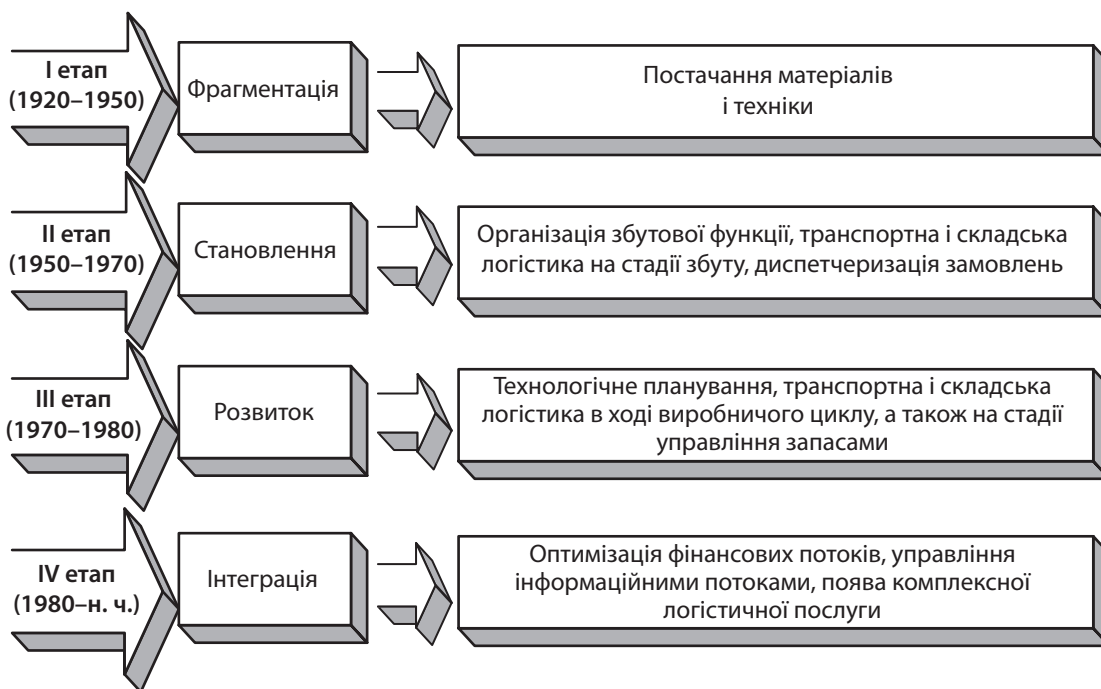 І етап
(1920–1950)
Фрагментація
Постачання матеріалів
і техніки
ІІ етап
(1950–1970)
Становлення
Організація збутової функції, транспортна і складська
логістика на стадії збуту, диспетчеризація замовлень
ІІІ етап
(1970–1980)
Розвиток
Технологічне планування, транспортна і складська
логістика в ході виробничого циклу, а також на стадії
управління запасами
IV етап
(1980–н. ч.)
Інтеграція
Оптимізація фінансових потоків, управління
інформаційними потоками, поява комплексної
логістичної послуги